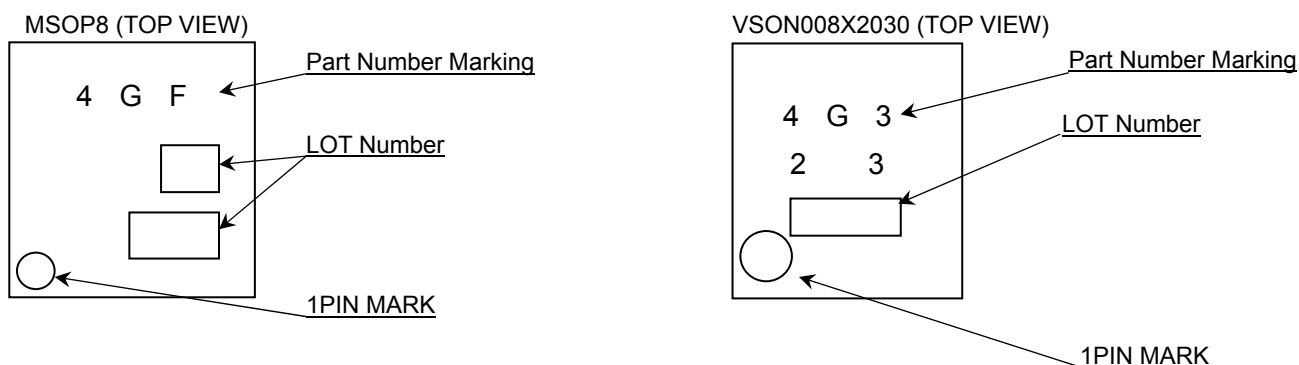 MSOP8 (TOP VIEW)
Part Number Marking
4 G F
LOT Number
1PIN MARK
VSON008X2030 (TOP VIEW)
Part Number Marking
4 G 3
LOT Number
2 3
1PIN MARK